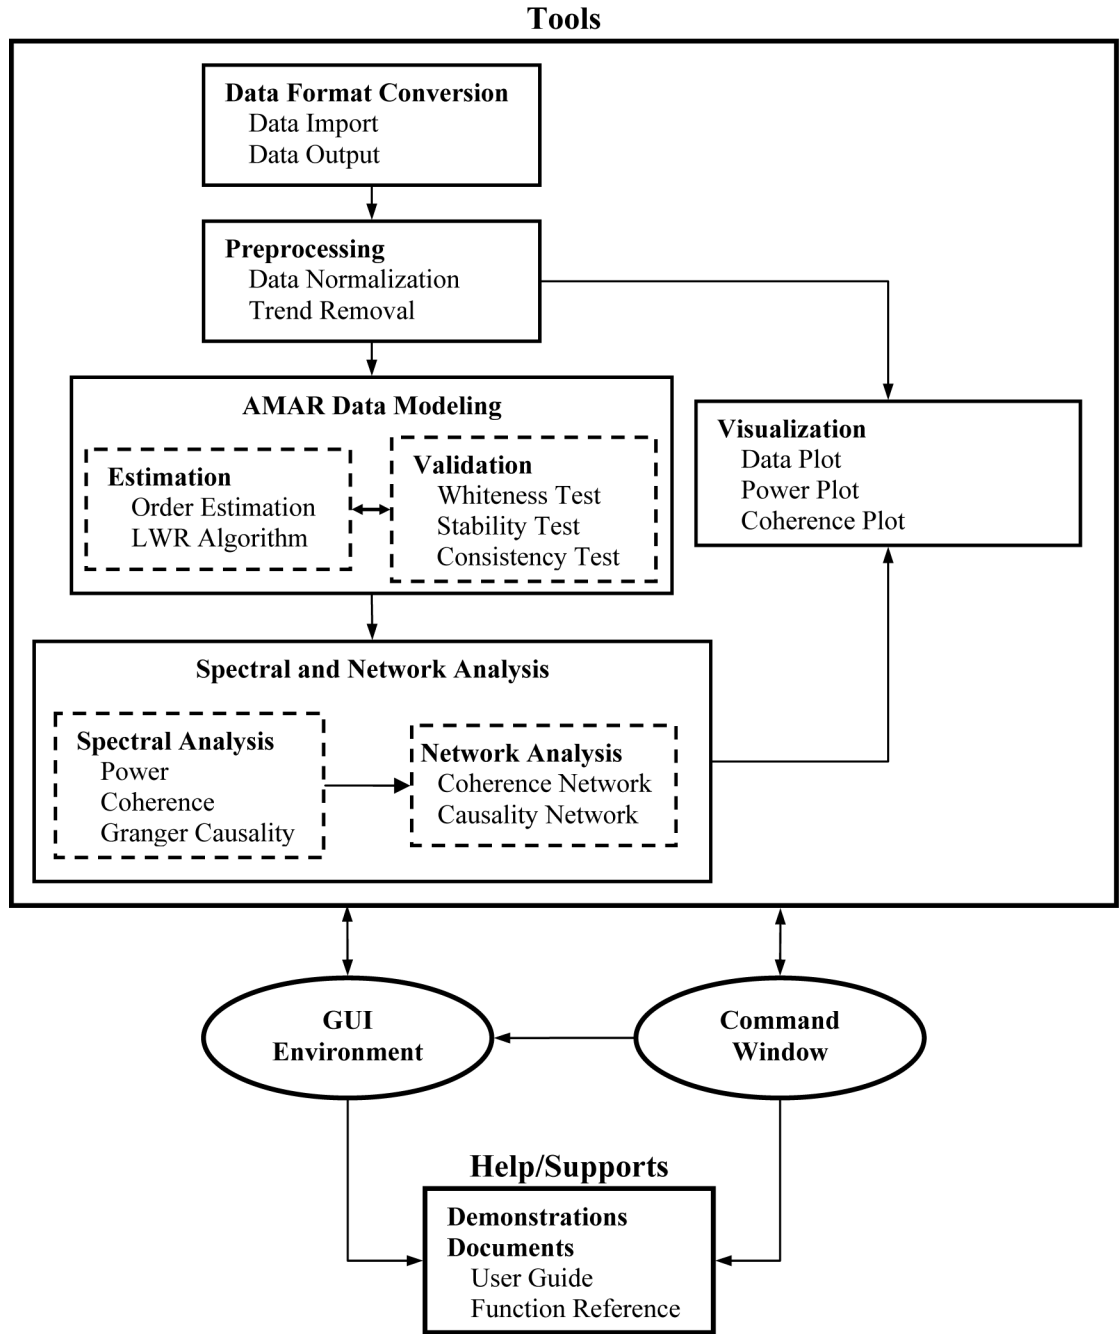 Tools
Data Format Conversion
Data Import
Data Output
Preprocessing
Data Normalization
Trend Removal
AMAR Data Modeling
Estimation
Order Estimation
LWR Algorithm
Validation
Whiteness Test
Stability Test
Consistency Test
Visualization
Data Plot
Power Plot
Coherence Plot
Spectral and Network Analysis
Spectral Analysis
Power
Coherence
Granger Causality
Network Analysis
Coherence Network
Causality Network
GUI
Environment
Command
Window
Help/Supports
Demonstrations
Documents
User Guide
Function Reference